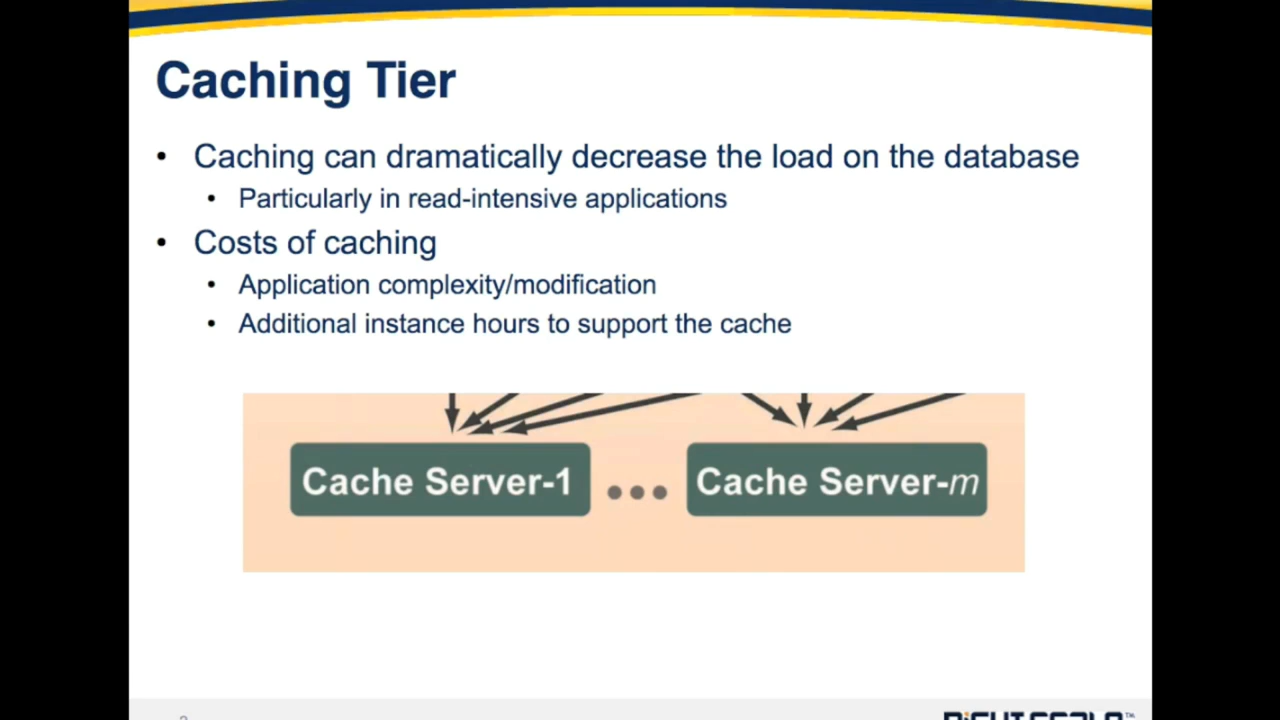 Caching Tier
• Caching can dramatically decrease the load on the database
• Particularly in read-intensive applications
• Costs of caching
• Application complexity/modification
• Additional instance hours to support the cache
Cache Server-1 ... Cache Server-m